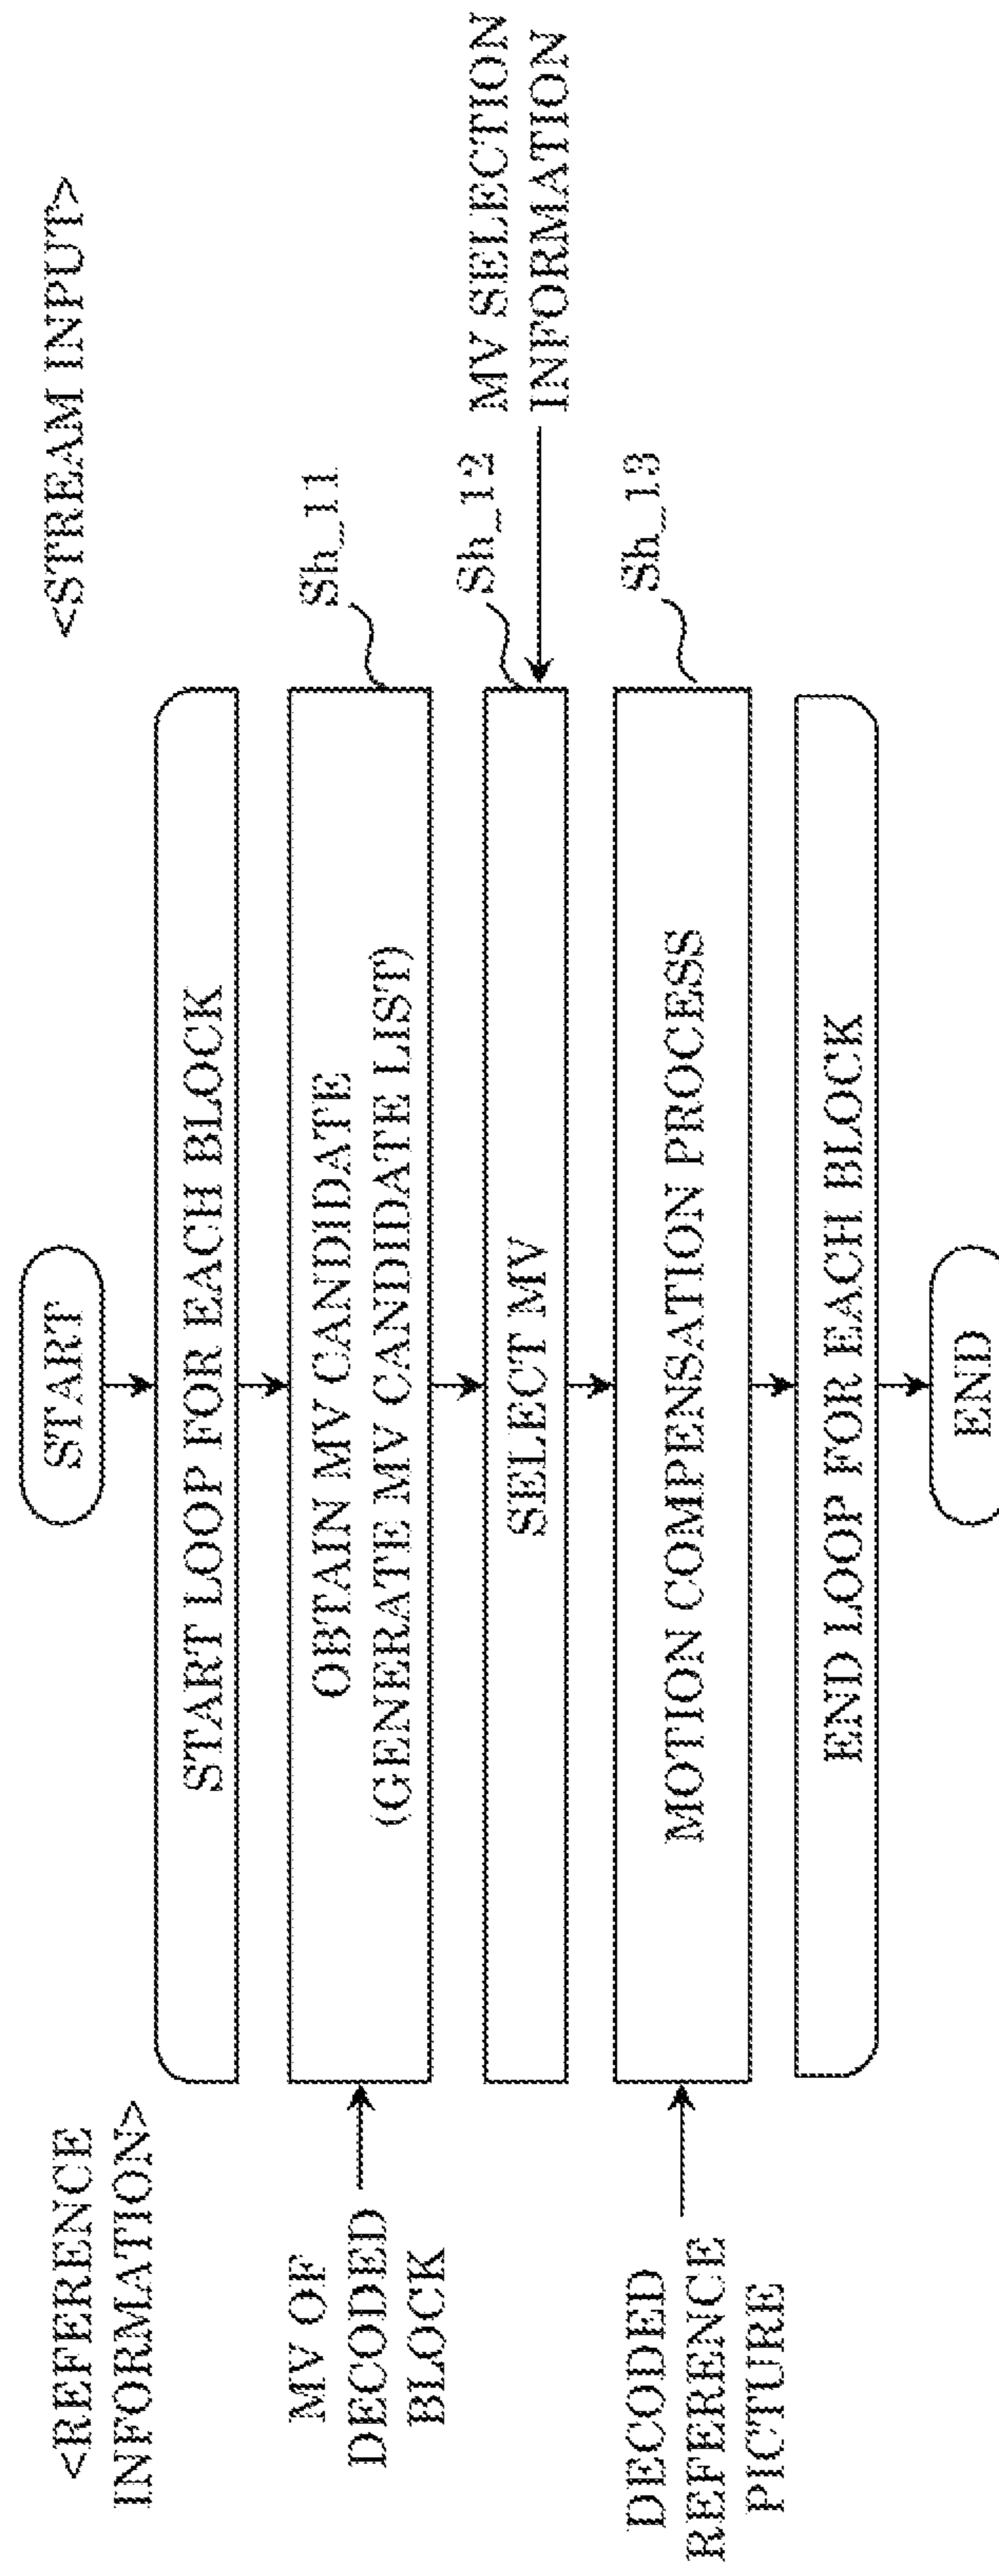 <REFERENCE
INFORMATION>
<STREAM INPUT>
START
START LOOP FOR EACH BLOCK
MV OF
DECODED
BLOCK
OBTAIN MV CANDIDATE
(GENERATE MV CANDIDATE LIST)
Sh_11
SELECT MV
Sh_12
MV SELECTION
INFORMATION
DECODED
REFERENCE
PICTURE
MOTION COMPENSATION PROCESS
Sh_13
END LOOP FOR EACH BLOCK
END